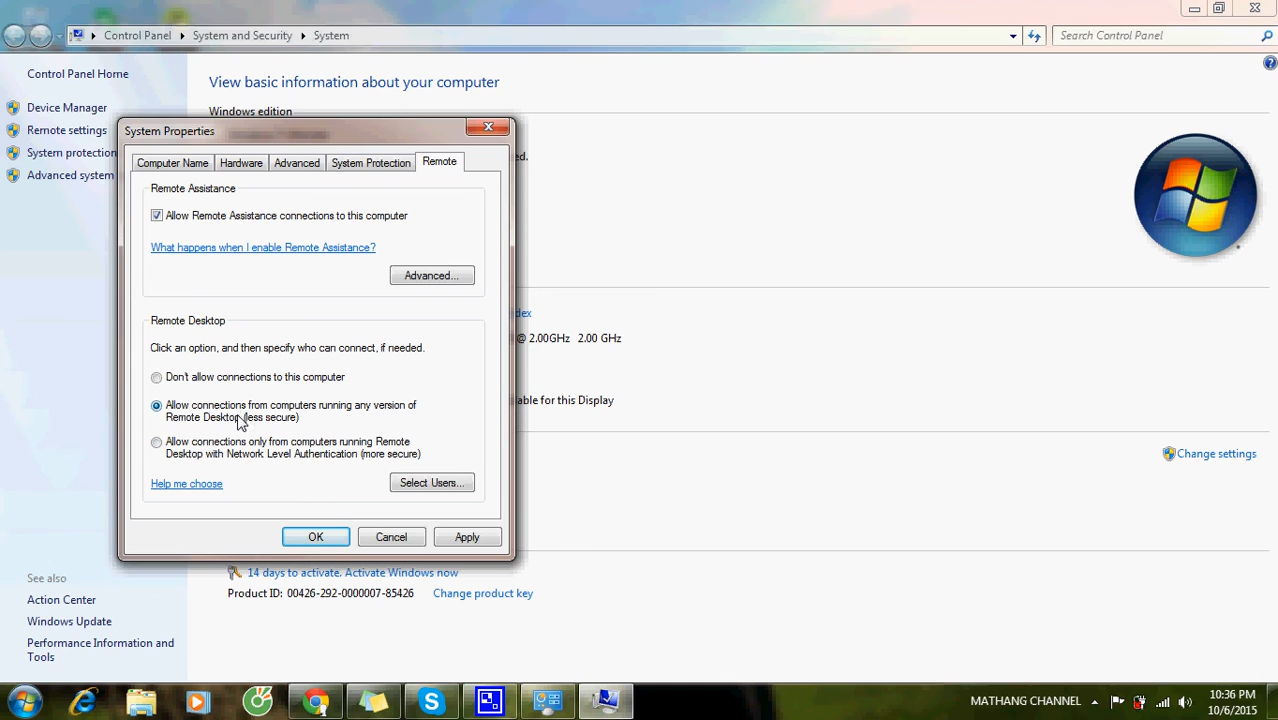 Control Panel
System and Security
System
Search Control Panel
Control Panel Home
Device Manager
Remote settings
System protection
Advanced system
See also
Action Center
Windows Update
Performance Information and
Tools
View basic information about your computer
Windows edition
ed.
dex
@ 2.00GHz 2.00 GHz
able for this Display
Change settings
14 days to activate. Activate Windows now
Product ID: 00426-292-0000007-85426 Change product key
System Properties
Computer Name Hardware Advanced System Protection Remote
Remote Assistance
Allow Remote Assistance connections to this computer
What happens when I enable Remote Assistance?
Advanced...
Remote Desktop
Click an option, and then specify who can connect, if needed.
Don't allow connections to this computer
Allow connections from computers running any version of
Remote Desktop (less secure)
Allow connections only from computers running Remote
Desktop with Network Level Authentication (more secure)
Help me choose
Select Users...
OK Cancel Apply
MATHANG CHANNEL
10:36 PM
10/6/2015